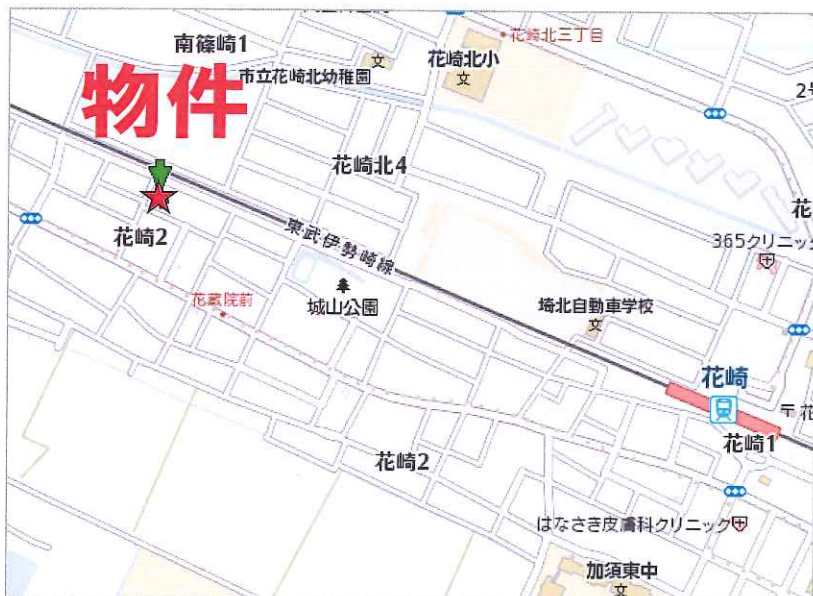 南篠崎1
花崎北三丁目
花崎北小
文
文
市立花崎北幼稚園
物件
花崎北4
花崎2
東武伊勢崎線
365クリニック
花蔵院前
城山公園
埼北自動車学校
文
花崎
〒花
花崎1
花崎2
はなさき皮膚科クリニック
加須東中
文